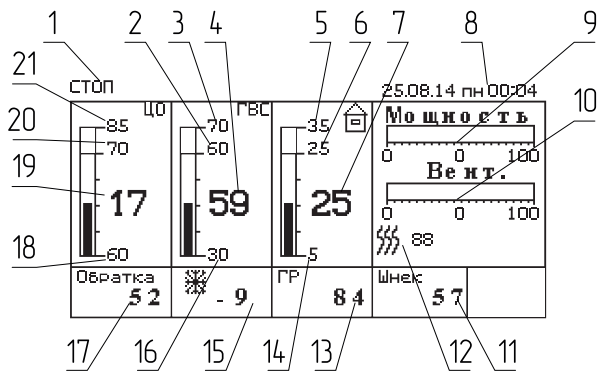 1 2 3 4 5 6 7 8 9
21 СТОП 25.08.14 пн 00:04 10
20 ЦО ГВС Мощность
85 70 35
70 60 25 0 0 100
19 Вент.
17 59 25
0 0 100
88
18 60 30 5
Обратка ГР Шнек
52 - 9 84 57
17 16 15 14 13 12 11